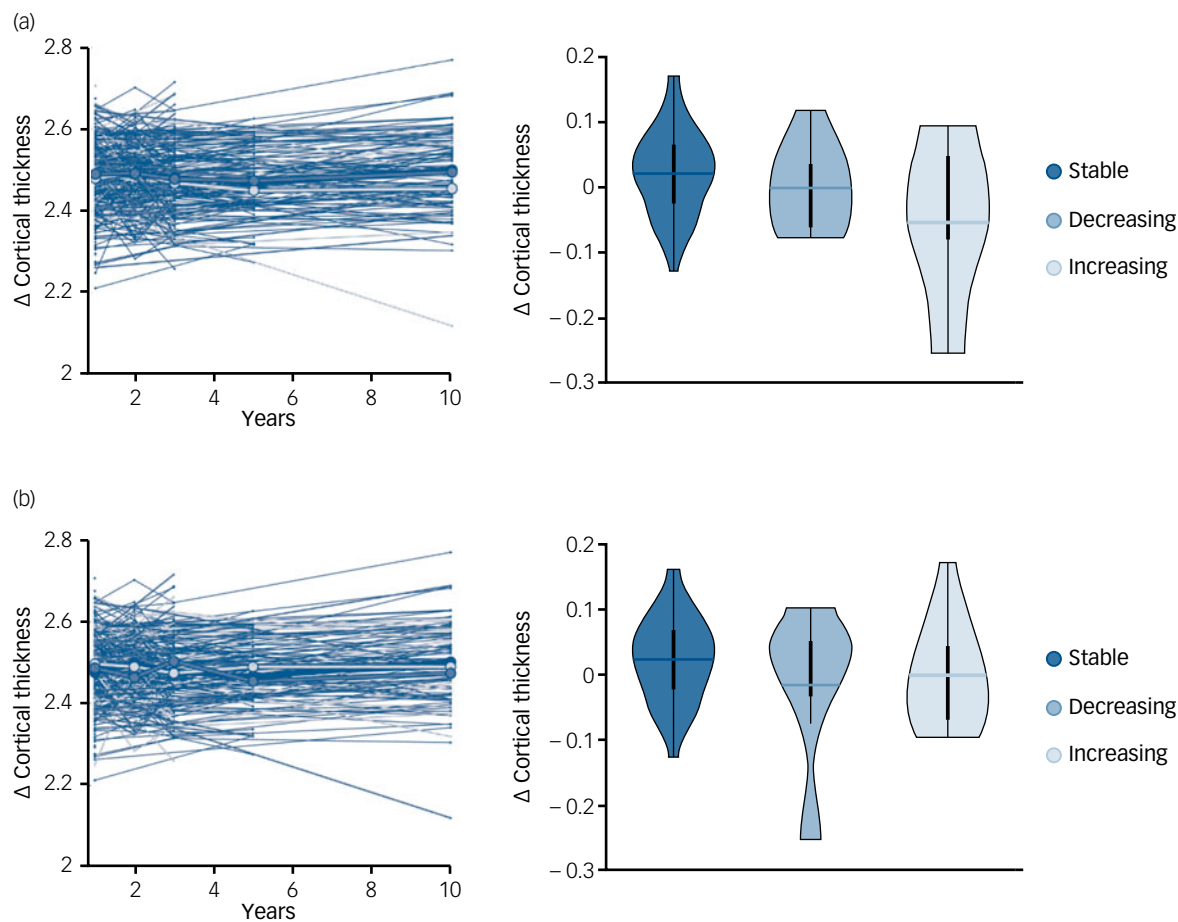 (a)
Δ Cortical thickness
2.8
2.6
2.4
2.2
2
2
4
6
8
10
Years
Δ Cortical thickness
0.2
0.1
0
– 0.1
– 0.2
– 0.3
Stable
Decreasing
Increasing
(b)
Δ Cortical thickness
2.8
2.6
2.4
2.2
2
2
4
6
8
10
Years
Δ Cortical thickness
0.2
0.1
0
– 0.1
– 0.2
– 0.3
Stable
Decreasing
Increasing